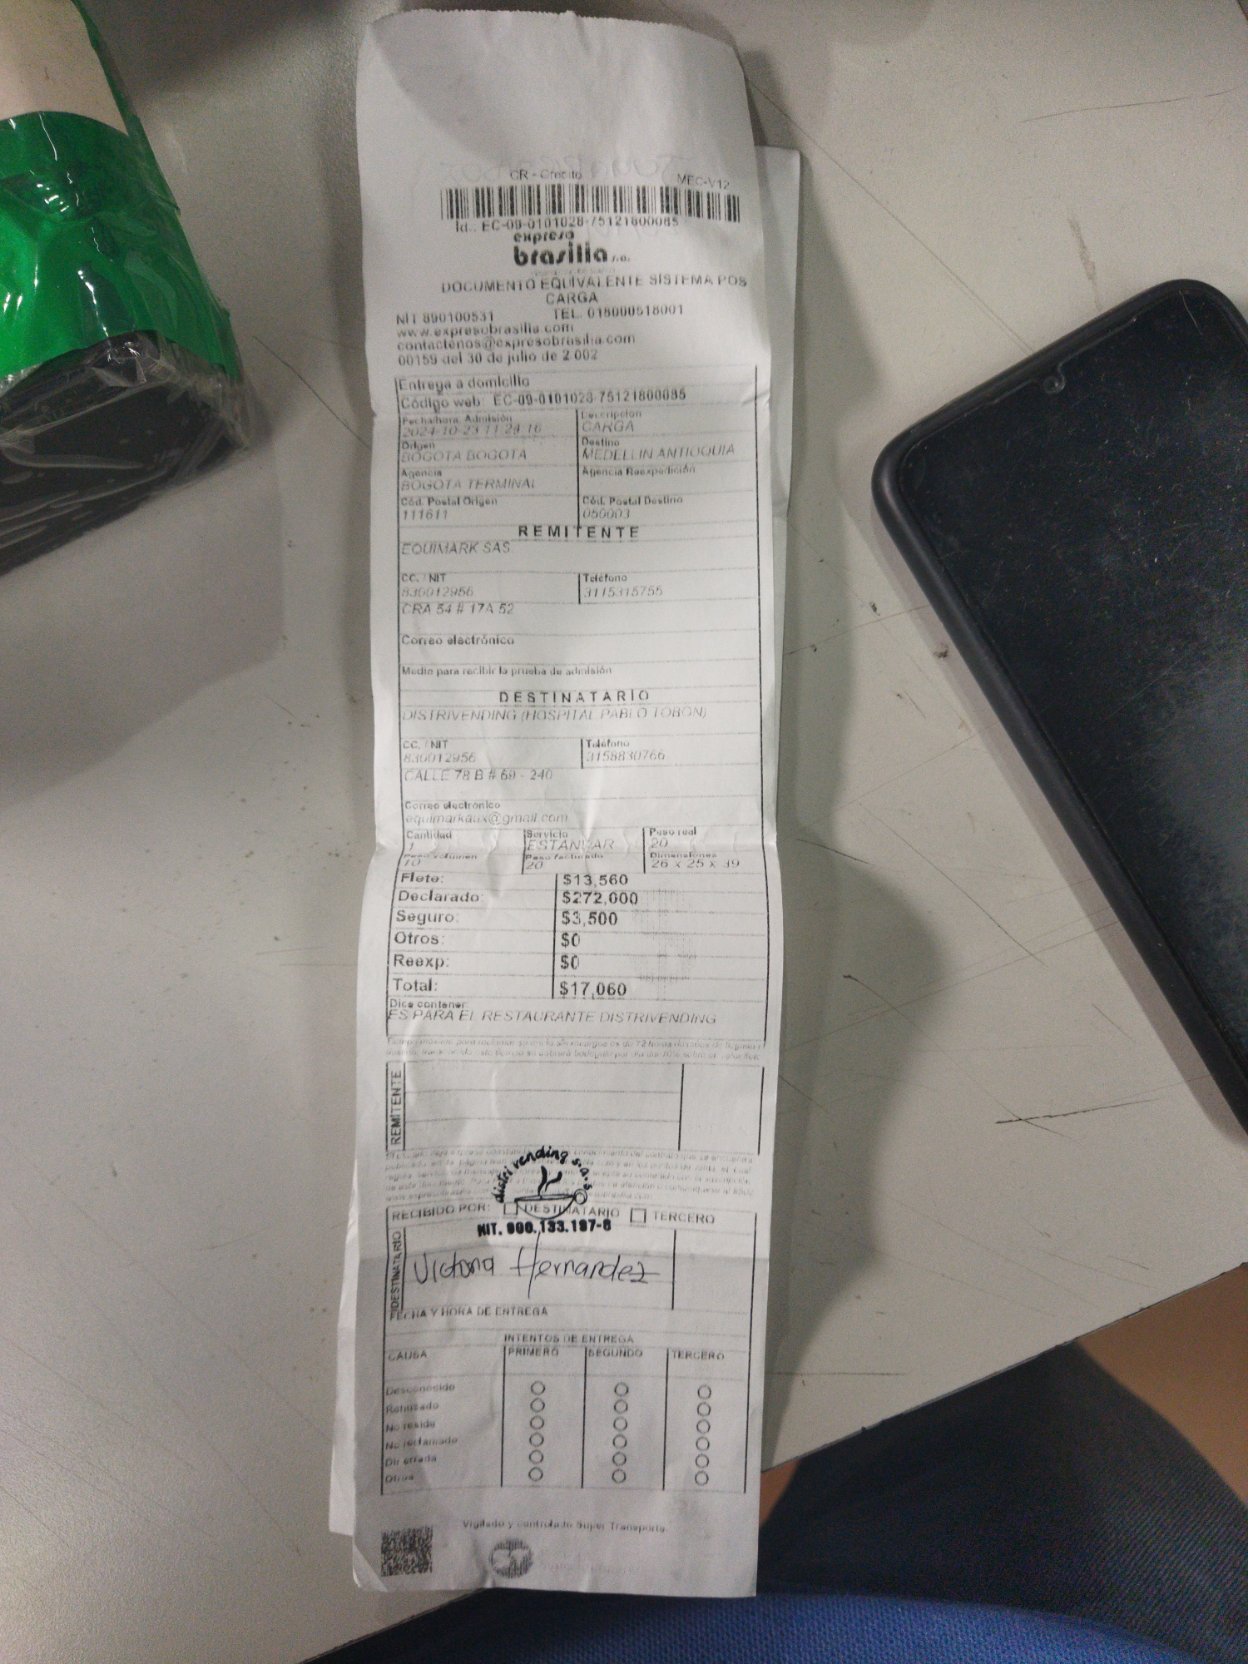 CR - Crédito MEC-V12
Id.: EC-09-0101028-75121800085
expreso
brasilia s.a.
DOCUMENTO EQUIVALENTE SISTEMA POS
CARGA
NIT 890100531 TEL. 018000518001
www.expresobrasilia.com
contactenos@expresobrasilia.com
00159 del 30 de julio de 2.002
Entrega a domicilio
Código web: EC-09-0101028-75121800085
Fecha/hora Admisión Descripción
2024-10-23 11:24:16 CARGA
Origen Destino
BOGOTA BOGOTA MEDELLIN ANTIOQUIA
Agencia Agencia Reexpedición
BOGOTA TERMINAL
Cód. Postal Origen Cód. Postal Destino
111611 050003
REMITENTE
EQUIMARK SAS
CC. / NIT Teléfono
830012956 3115315755
CRA 54 # 17A 52
Correo electrónico
Medio para recibir la prueba de admisión
DESTINATARIO
DISTRIVENDING (HOSPITAL PABLO TOBON)
CC. / NIT Teléfono
830012956 3158830766
CALLE 78 B # 69 - 240
Correo electrónico
equimarkaux@gmail.com
Cantidad Servicio Peso real
1 ESTANDAR 20
Peso volumen Peso facturado Dimensiones
10 20 26 x 25 x 39
Flete: $13,560
Declarado: $272,000
Seguro: $3,500
Otros: $0
Reexp: $0
Total: $17,060
Dice contener
ES PARA EL RESTAURANTE DISTRIVENDING
REMITENTE
distri vending s.a.s
RECIBIDO POR: DESTINATARIO TERCERO
NIT. 900.133.197-6
DESTINATARIO
Victoria Hernandez
FECHA Y HORA DE ENTREGA
INTENTOS DE ENTREGA
CAUSA PRIMERO SEGUNDO TERCERO
Desconocido
Rehusado
No reside
No reclamado
Dir errada
Otros
Vigilado y controlado Super Transporte